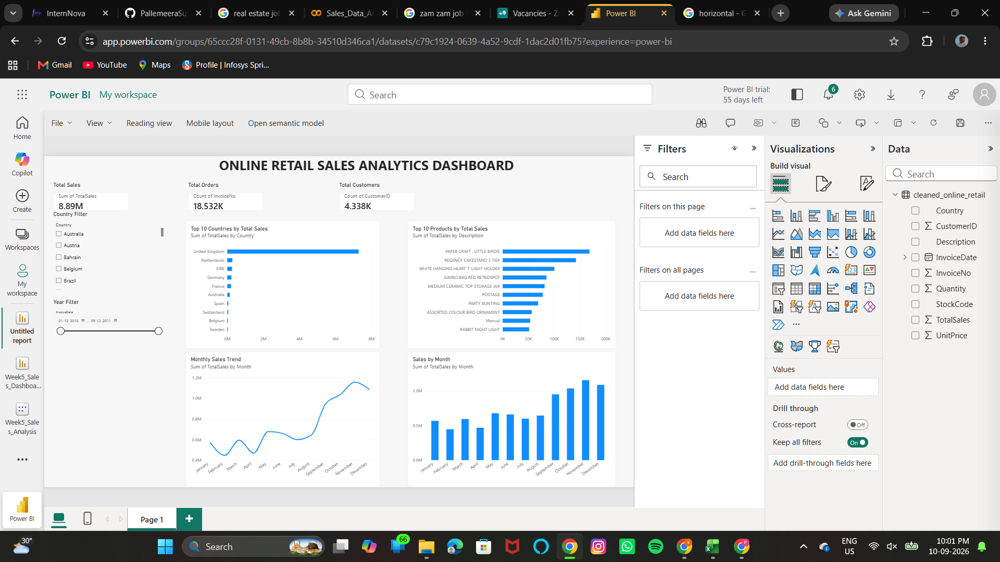 InternNova
PallemeeraSu
real estate jo
Sales_Data_A
zam zam job
Vacancies - Z
Power BI
horizontal - G
Ask Gemini
app.powerbi.com/groups/65ccc28f-0131-49cb-8b8b-34510d346ca1/datasets/c79c1924-0639-4a52-9cdf-1dac2d01fb75?experience=power-bi
Gmail
YouTube
Maps
Profile | Infosys Spri...
Power BI My workspace
Search
Power BI trial:
55 days left
6
File
View
Reading view
Mobile layout
Open semantic model
Home
Copilot
Create
Workspaces
My
workspace
Untitled
report
Week5_Sale
s_Dashboa...
Week5_Sale
s_Analysis
Power BI
ONLINE RETAIL SALES ANALYTICS DASHBOARD
Total Sales
Sum of TotalSales
8.89M
Total Orders
Count of InvoiceNo
18.532K
Total Customers
Count of CustomerID
4.338K
Country Filter
Country
Australia
Austria
Bahrain
Belgium
Brazil
Year Filter
InvoiceDate
01-12-2010
09-12-2011
Top 10 Countries by Total Sales
Sum of TotalSales by Country
United Kingdom
Netherlands
EIRE
Germany
France
Australia
Spain
Switzerland
Belgium
Sweden
0M 2M 4M 6M 8M
Top 10 Products by Total Sales
Sum of TotalSales by Description
PAPER CRAFT , LITTLE BIRDIE
REGENCY CAKESTAND 3 TIER
WHITE HANGING HEART T-LIGHT HOLDER
JUMBO BAG RED RETROSPOT
MEDIUM CERAMIC TOP STORAGE JAR
POSTAGE
PARTY BUNTING
ASSORTED COLOUR BIRD ORNAMENT
Manual
RABBIT NIGHT LIGHT
0K 50K 100K 150K 200K
Monthly Sales Trend
Sum of TotalSales by Month
1.2M
1.0M
0.8M
0.6M
0.4M
January February March April May June July August September October November December
Sales by Month
Sum of TotalSales by Month
1.0M
0.5M
0.0M
January February March April May June July August September October November December
Page 1
Filters
Search
Filters on this page
Add data fields here
Filters on all pages
Add data fields here
Visualizations
Build visual
123
Values
Add data fields here
Drill through
Cross-report
Off
Keep all filters
On
Add drill-through fields here
Data
Search
cleaned_online_retail
Country
CustomerID
Description
InvoiceDate
InvoiceNo
Quantity
StockCode
TotalSales
UnitPrice
30°
Search
66
ENG
US
10:01 PM
10-09-2026